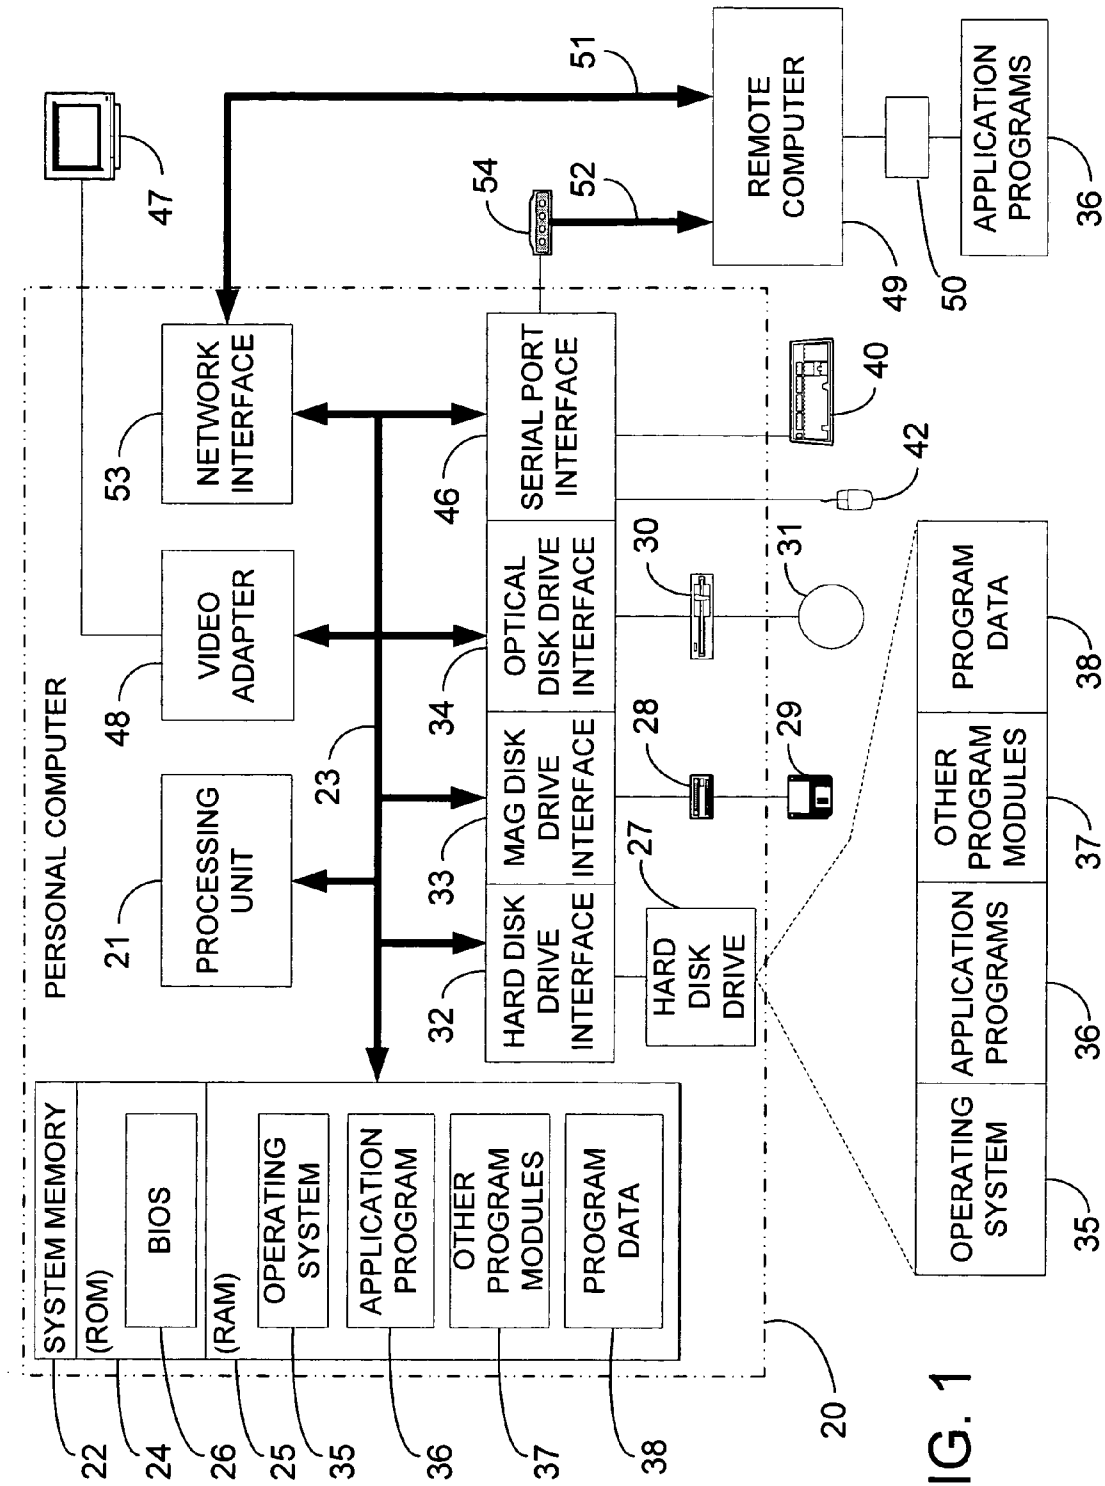 PERSONAL COMPUTER
SYSTEM MEMORY
(ROM)
BIOS
(RAM)
OPERATING
SYSTEM
APPLICATION
PROGRAM
OTHER
PROGRAM
MODULES
PROGRAM
DATA
22
24
26
25
35
36
37
38
21
PROCESSING
UNIT
48
VIDEO
ADAPTER
53
NETWORK
INTERFACE
47
23
32
HARD DISK
DRIVE
INTERFACE
33
MAG DISK
DRIVE
INTERFACE
34
OPTICAL
DISK DRIVE
INTERFACE
46
SERIAL PORT
INTERFACE
54
52
51
HARD
DISK
DRIVE
27
28
29
30
31
42
40
REMOTE
COMPUTER
49
50
APPLICATION
PROGRAMS
36
20
OPERATING
SYSTEM
APPLICATION
PROGRAMS
OTHER
PROGRAM
MODULES
PROGRAM
DATA
35
36
37
38
IG. 1